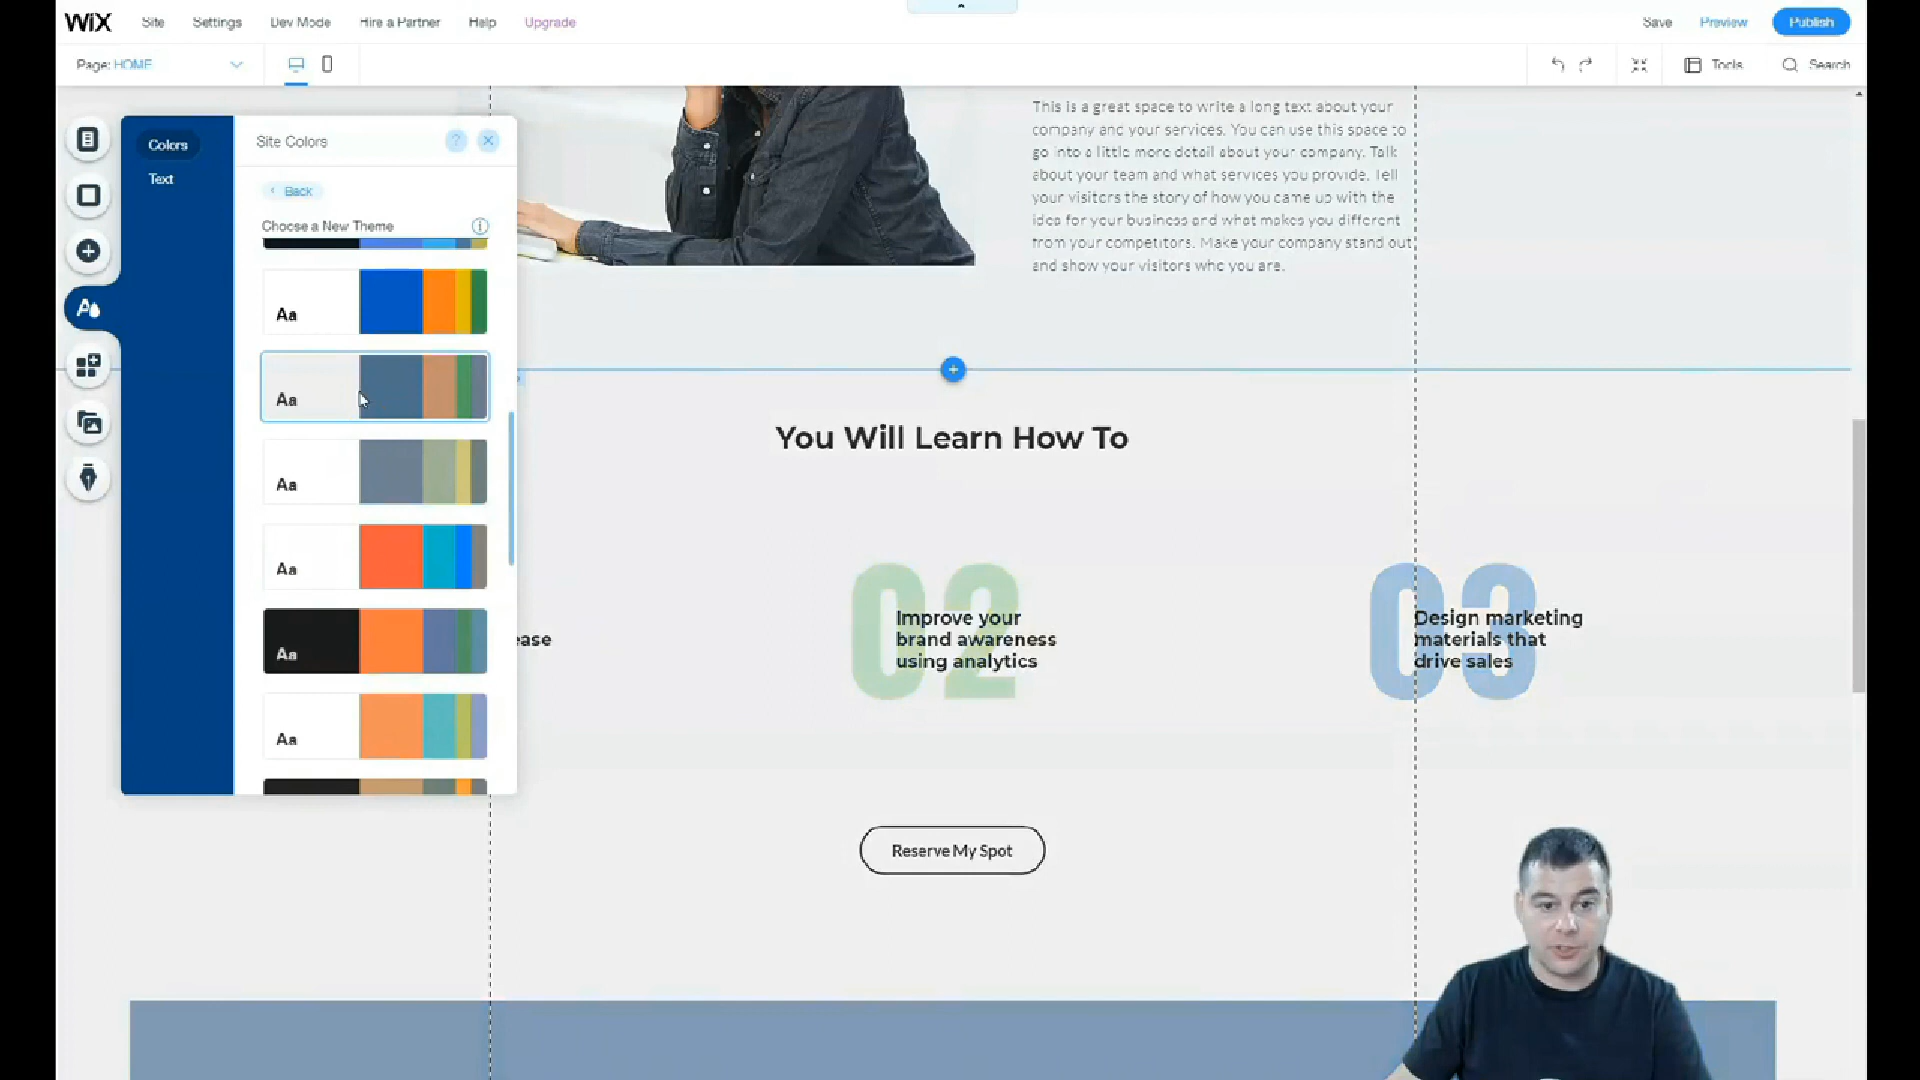 WiX
Site
Settings
Dev Mode
Hire a Partner
Help
Upgrade
Save
Preview
Publish
Page: HOME
Tools
Search
Colors
Text
Site Colors
?
Back
Choose a New Theme
Aa
Aa
Aa
Aa
Aa
Aa
This is a great space to write a long text about your
company and your services. You can use this space to
go into a little more detail about your company. Talk
about your team and what services you provide. Tell
your visitors the story of how you came up with the
idea for your business and what makes you different
from your competitors. Make your company stand out
and show your visitors who you are.
You Will Learn How To
ease
02
Improve your
brand awareness
using analytics
03
Design marketing
materials that
drive sales
Reserve My Spot